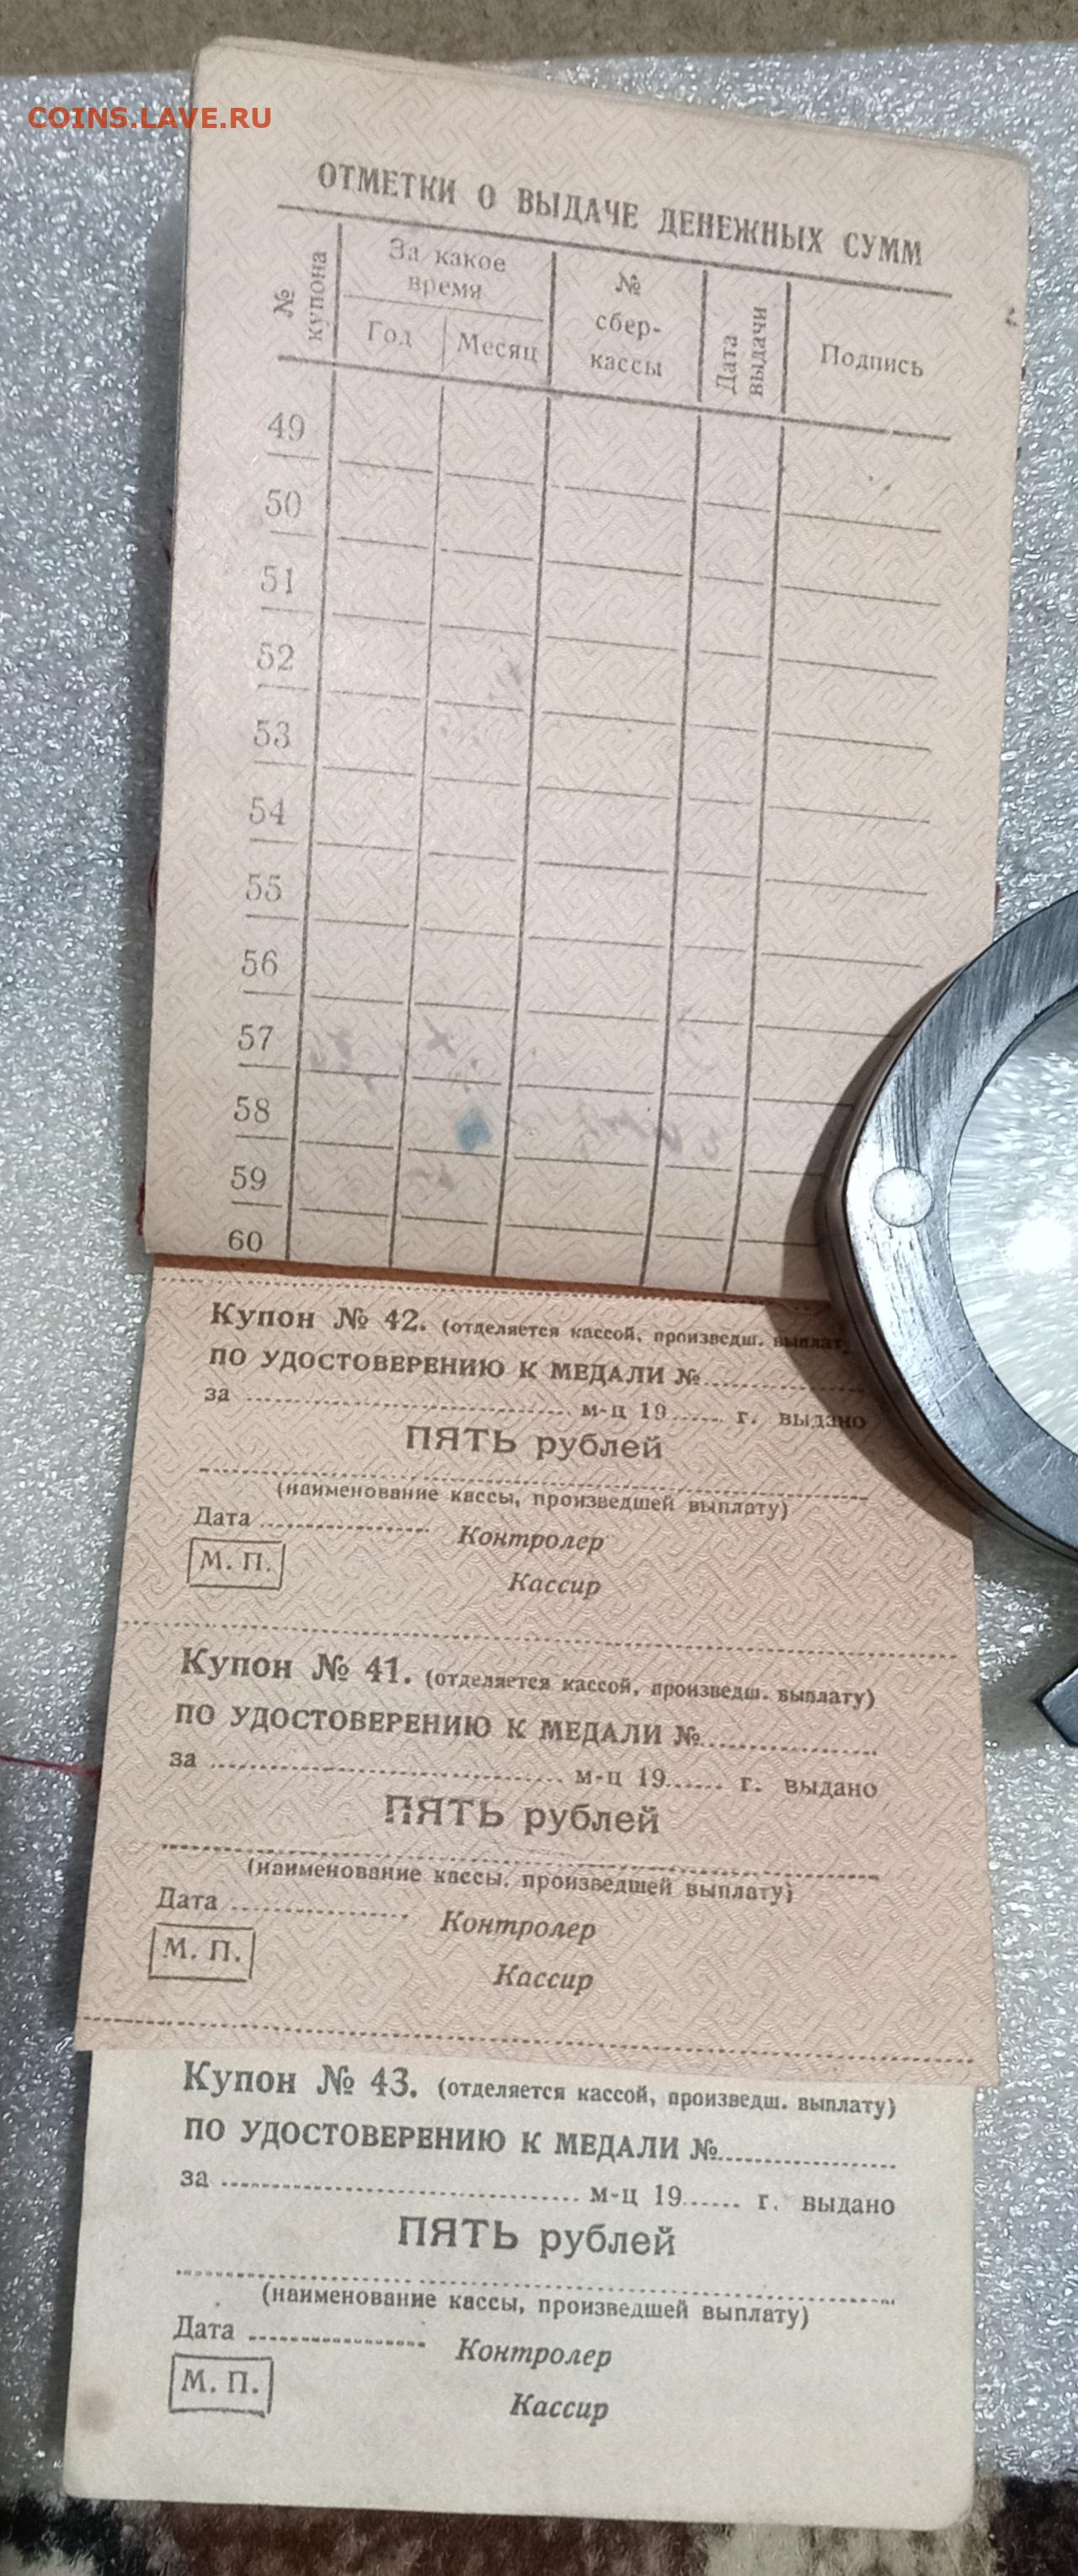 COINS.LAVE.RU
ОТМЕТКИ О ВЫДАЧЕ ДЕНЕЖНЫХ СУММ
№ купона
За какое время
Год
Месяц
№ сбер-кассы
Дата выдачи
Подпись
49
50
51
52
53
54
55
56
57
58
59
60
Купон № 42. (отделяется кассой, произведш. выплат
ПО УДОСТОВЕРЕНИЮ К МЕДАЛИ №
за м-ц 19 г. выдано
ПЯТЬ рублей
(наименование кассы, произведшей выплату)
Дата Контролер
М. П.
Кассир
Купон № 41. (отделяется кассой, произведш. выплату)
ПО УДОСТОВЕРЕНИЮ К МЕДАЛИ №
за м-ц 19 г. выдано
ПЯТЬ рублей
(наименование кассы, произведшей выплату)
Дата Контролер
М. П.
Кассир
Купон № 43. (отделяется кассой, произведш. выплату)
ПО УДОСТОВЕРЕНИЮ К МЕДАЛИ №
за м-ц 19 г. выдано
ПЯТЬ рублей
(наименование кассы, произведшей выплату)
Дата Контролер
М. П.
Кассир